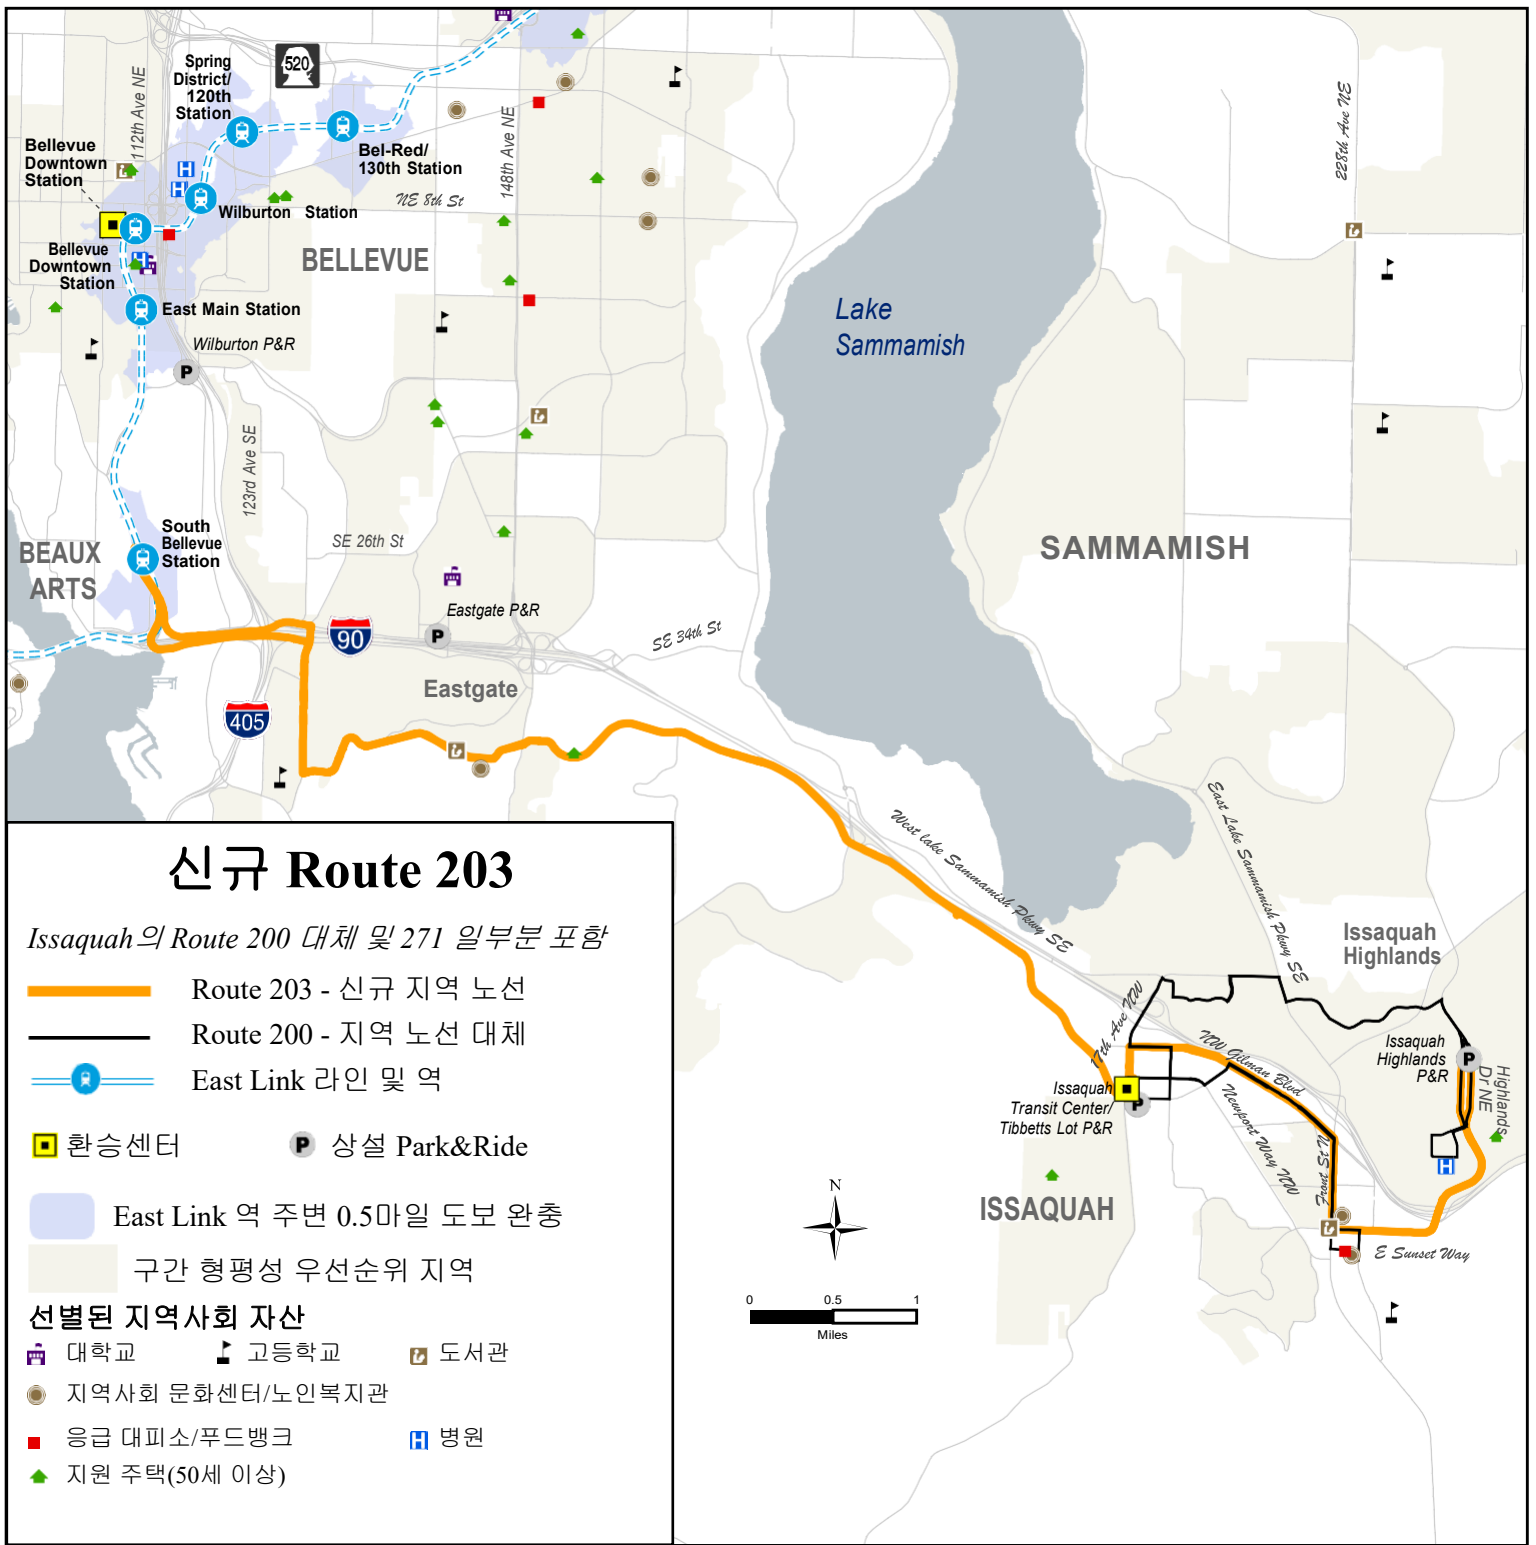 520
Spring
District/
120th
Station
112th Ave NE
Bellevue
Downtown
Station
Bel-Red/
130th Station
148th Ave NE
228th Ave NE
Wilburton Station
NE 8th St
BELLEVUE
Bellevue
Downtown
Station
East Main Station
Wilburton P&R
P
Lake
Sammamish
123rd Ave SE
SE 26th St
South
Bellevue
Station
BEAUX
ARTS
SAMMAMISH
Eastgate P&R
P
90
SE 34th St
Eastgate
405
West lake Sammamish Pkwy SE
East Lake Sammamish Pkwy SE
Issaquah
Highlands
17th Ave NW
NW Gilman Blvd
Issaquah
Highlands
P&R
P
Highlands
Dr NE
Issaquah
Transit Center/
Tibbetts Lot P&R
P
Newport Way NW
Front St N
ISSAQUAH
E Sunset Way
N
0 0.5 1
Miles
신규 Route 203
Issaquah의 Route 200 대체 및 271 일부분 포함
Route 203 - 신규 지역 노선
Route 200 - 지역 노선 대체
East Link 라인 및 역
환승센터
P 상설 Park&Ride
East Link 역 주변 0.5마일 도보 완충
구간 형평성 우선순위 지역
선별된 지역사회 자산
대학교 고등학교 도서관
지역사회 문화센터/노인복지관
응급 대피소/푸드뱅크 H 병원
지원 주택(50세 이상)